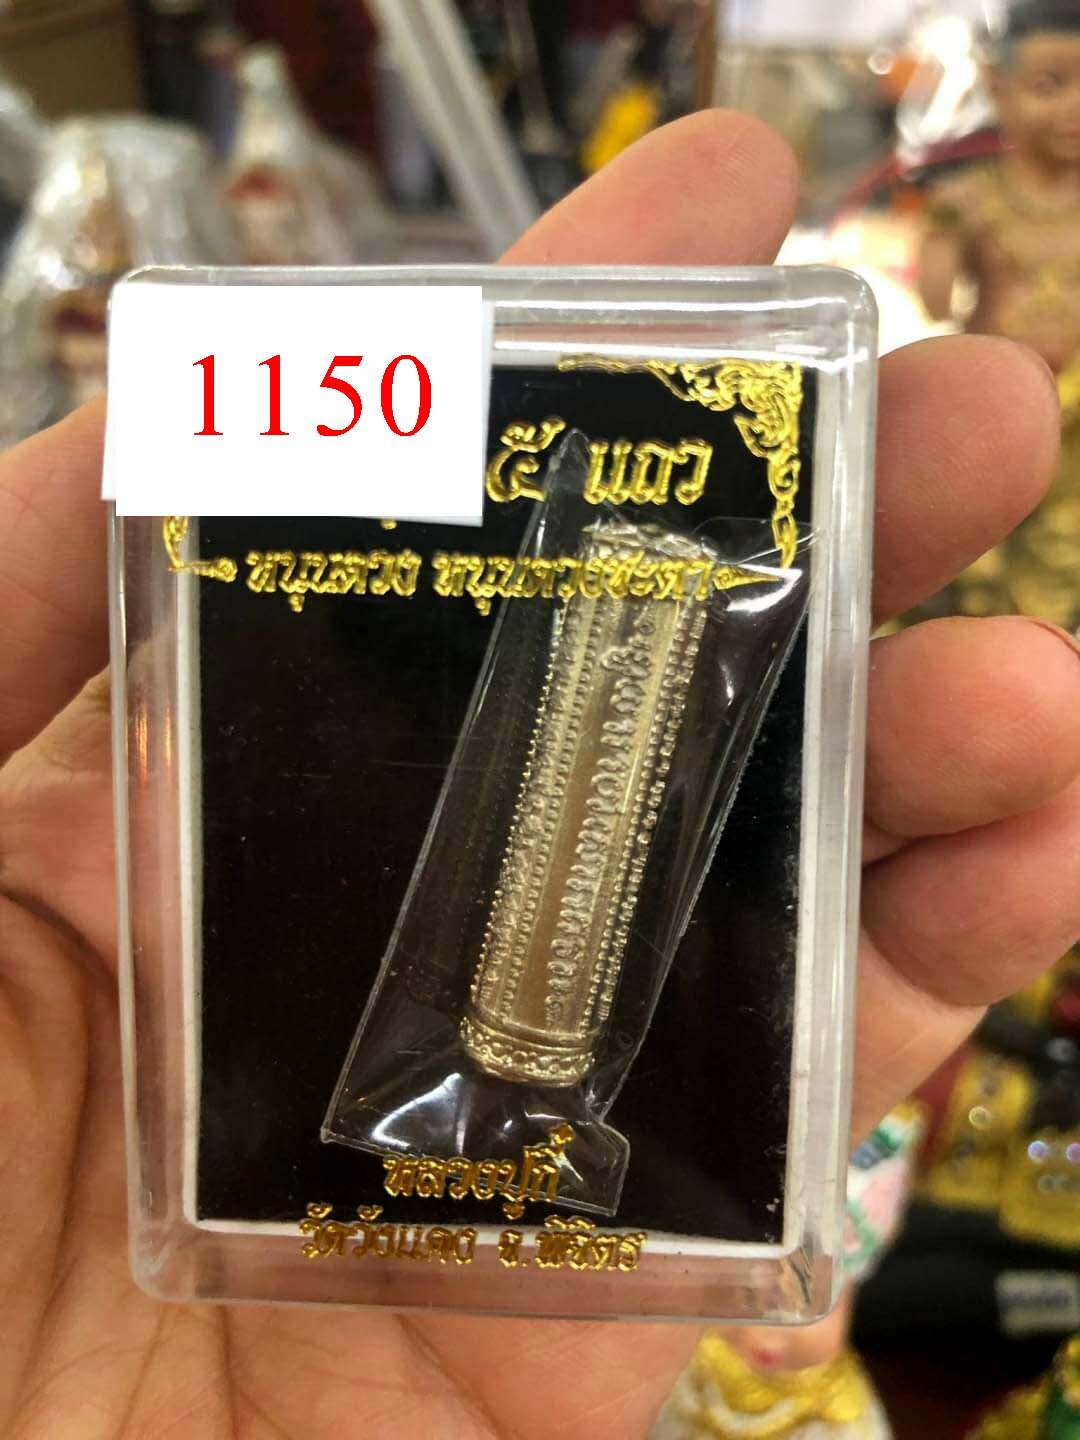 1150
๕ แถว
หนุนดวง หนุนดวงชะตา
หลวงปู่กี๋
วัดวังแดง จ.พิจิตร